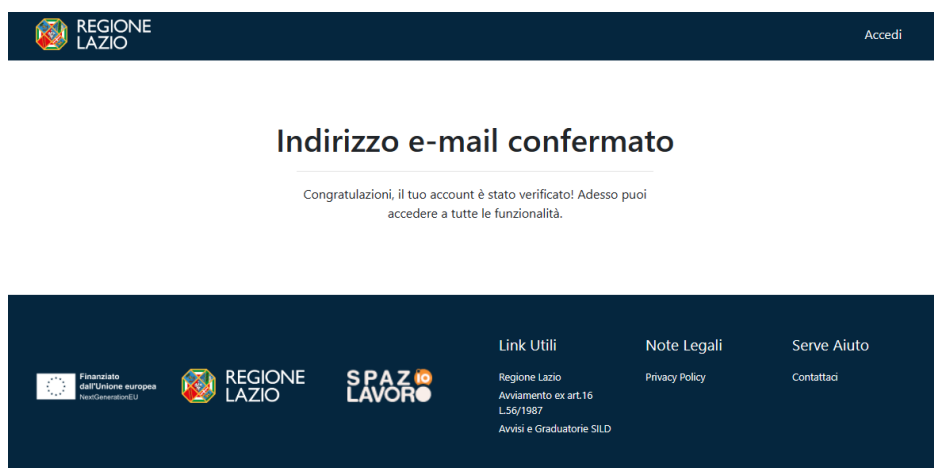 REGIONE
LAZIO
Accedi
Indirizzo e-mail confermato
Congratulazioni, il tuo account è stato verificato! Adesso puoi
accedere a tutte le funzionalità.
Finanziato
dall'Unione europea
NextGenerationEU
REGIONE
LAZIO
SPAZIO
LAVORO
Link Utili
Regione Lazio
Avviamento ex art.16
L.56/1987
Avvisi e Graduatorie SILD
Note Legali
Privacy Policy
Serve Aiuto
Contattaci